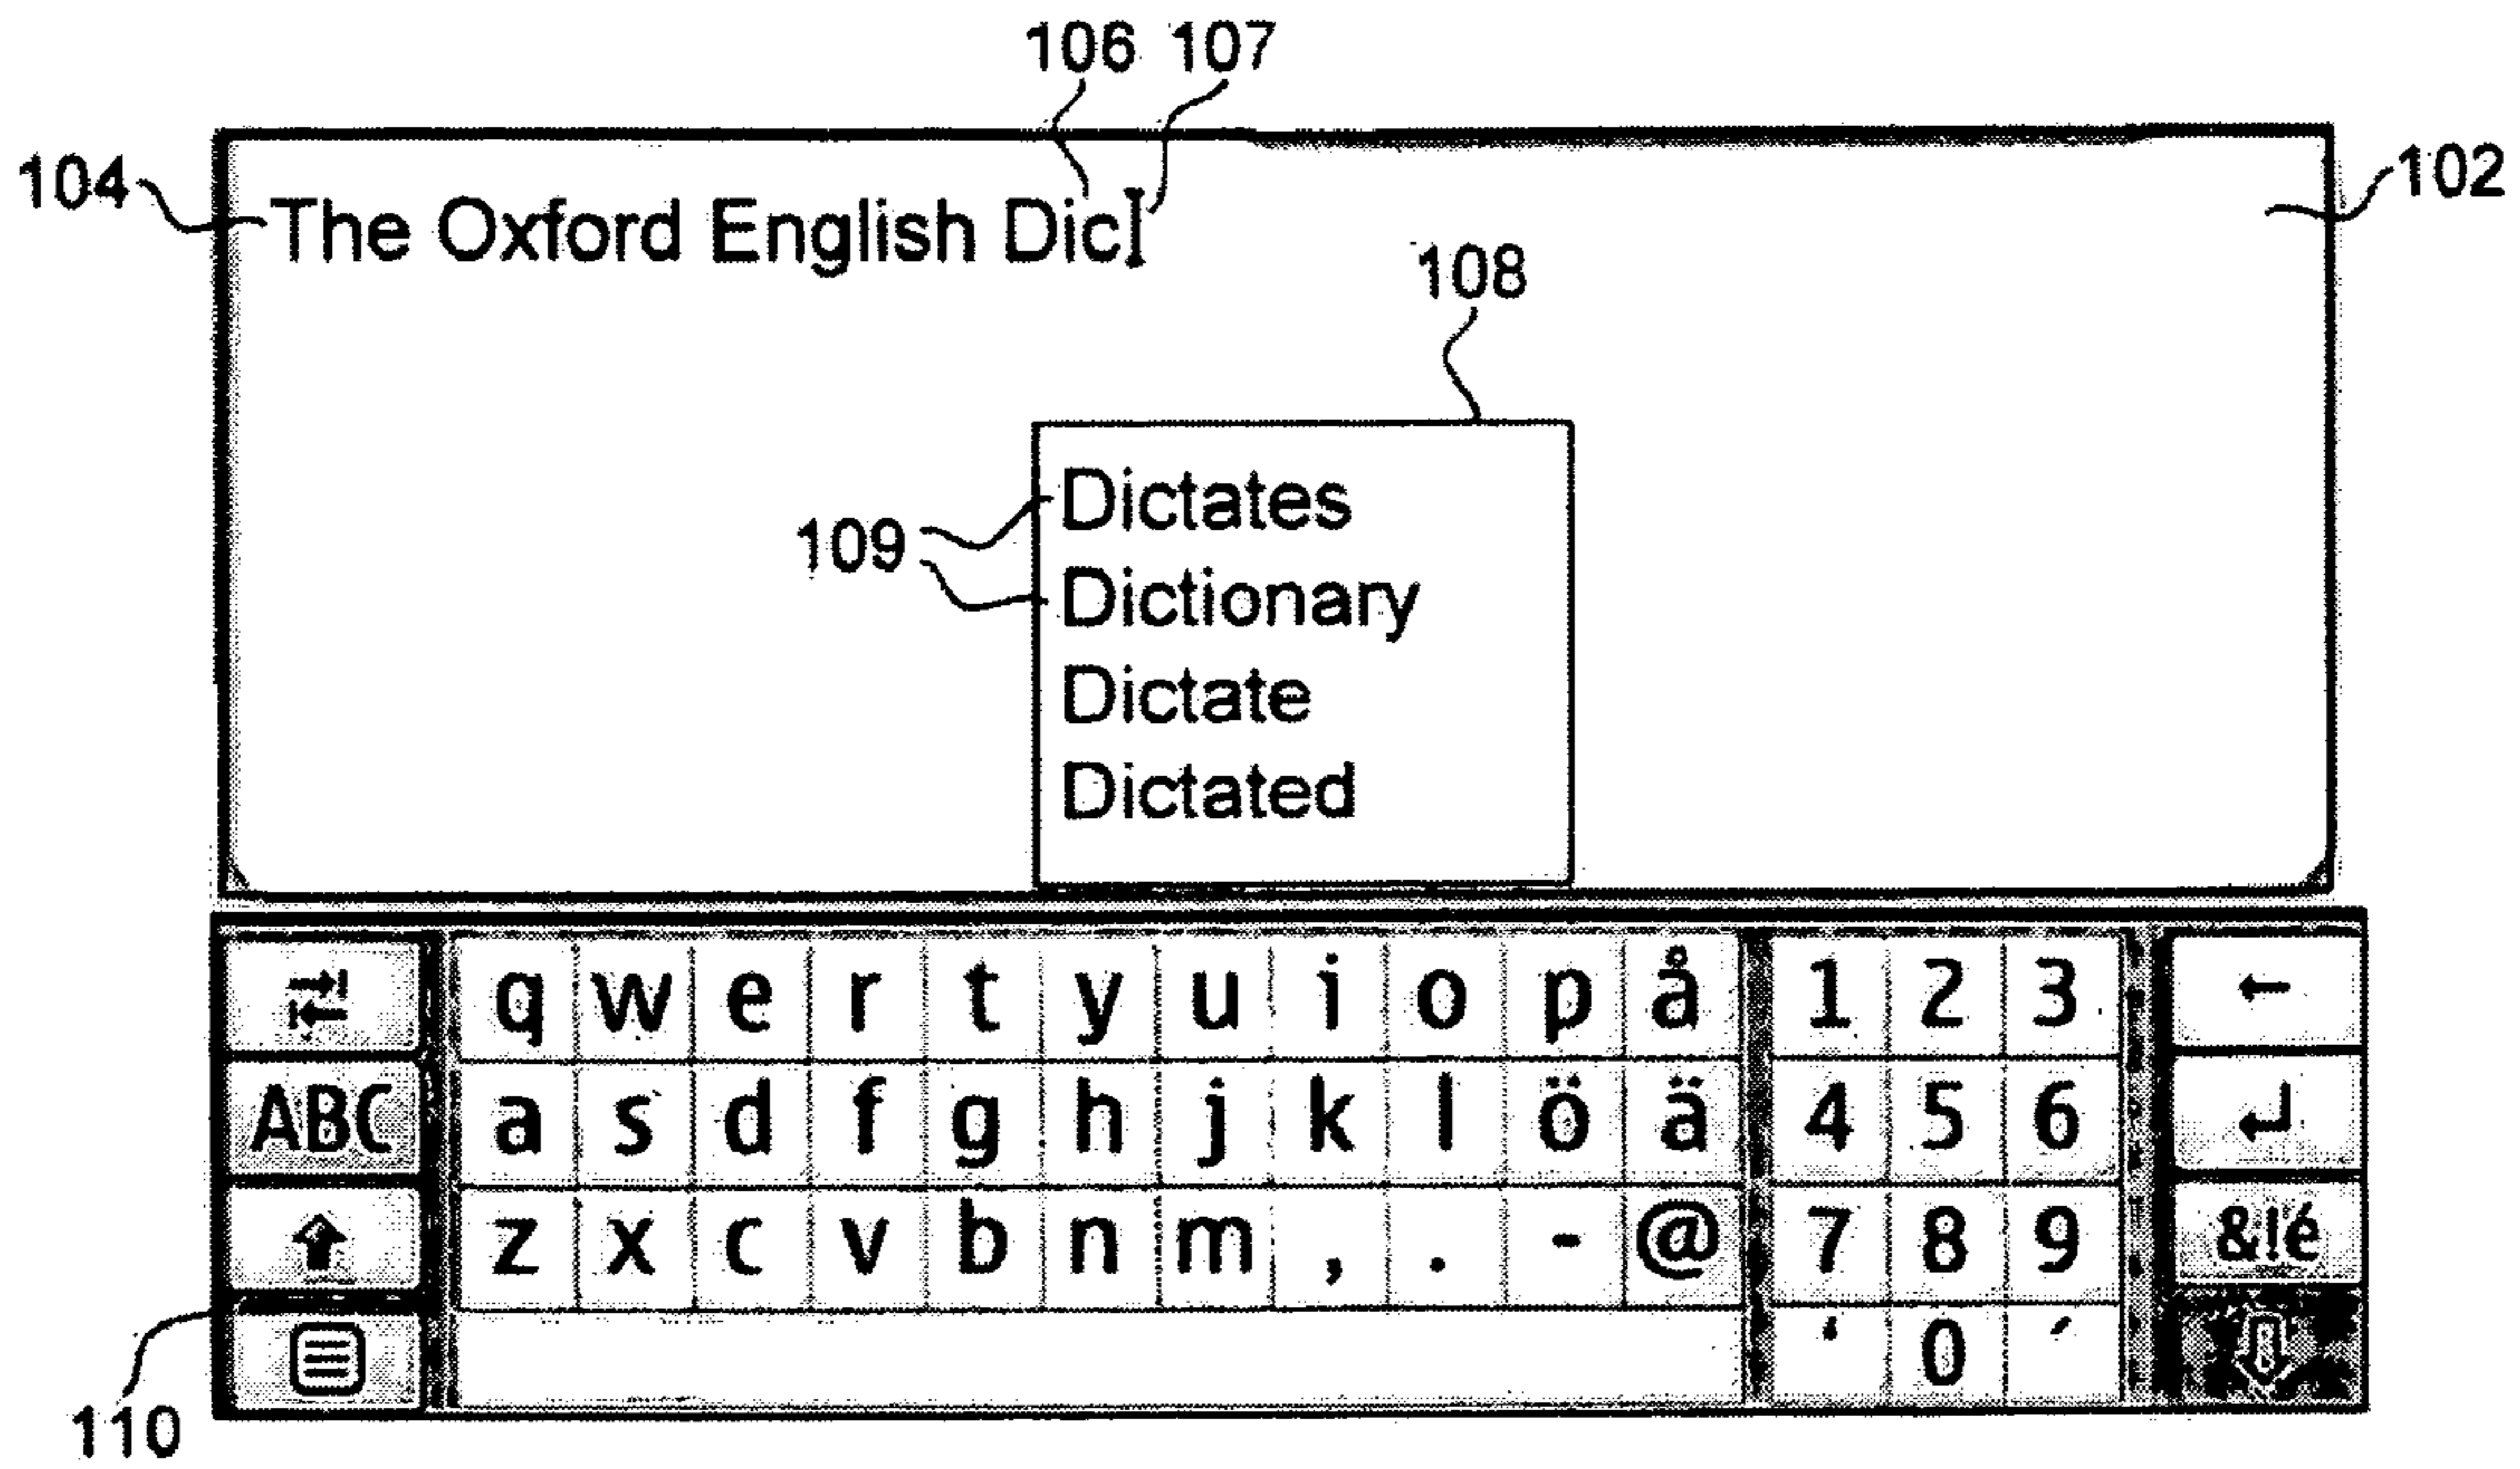 106 107
104 102
The Oxford English Dic
108
Dictates
109
Dictionary
Dictate
Dictated
q w e r t y u i o p å 1 2 3 ←
ABC a s d f g h j k l ö ä 4 5 6 ↵
z x c v b n m , . - @ 7 8 9 &!é
' 0 ´
110